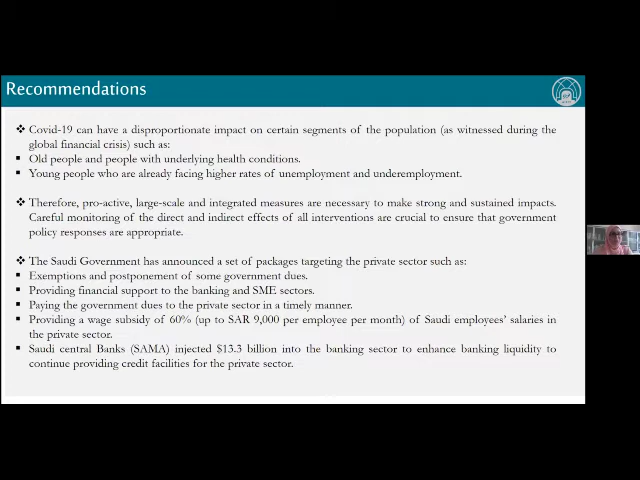 Recommendations
❖ Covid-19 can have a disproportionate impact on certain segments of the population (as witnessed during the
global financial crisis) such as:
▪ Old people and people with underlying health conditions.
▪ Young people who are already facing higher rates of unemployment and underemployment.
❖ Therefore, pro-active, large-scale and integrated measures are necessary to make strong and sustained impacts.
Careful monitoring of the direct and indirect effects of all interventions are crucial to ensure that government
policy responses are appropriate.
❖ The Saudi Government has announced a set of packages targeting the private sector such as:
▪ Exemptions and postponement of some government dues.
▪ Providing financial support to the banking and SME sectors.
▪ Paying the government dues to the private sector in a timely manner.
▪ Providing a wage subsidy of 60% (up to SAR 9,000 per employee per month) of Saudi employees' salaries in
the private sector.
▪ Saudi central Banks (SAMA) injected $13.3 billion into the banking sector to enhance banking liquidity to
continue providing credit facilities for the private sector.